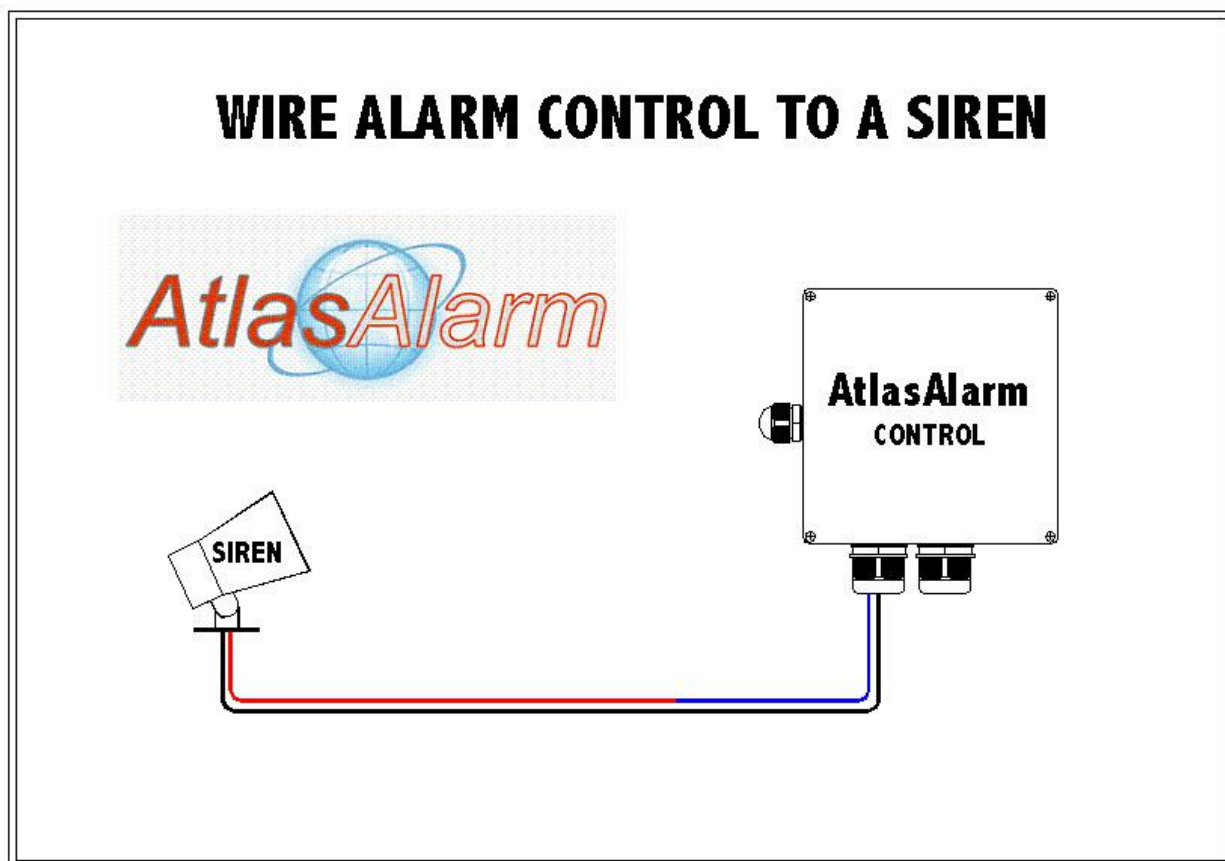 WIRE ALARM CONTROL TO A SIREN
AtlasAlarm
AtlasAlarm
CONTROL
SIREN